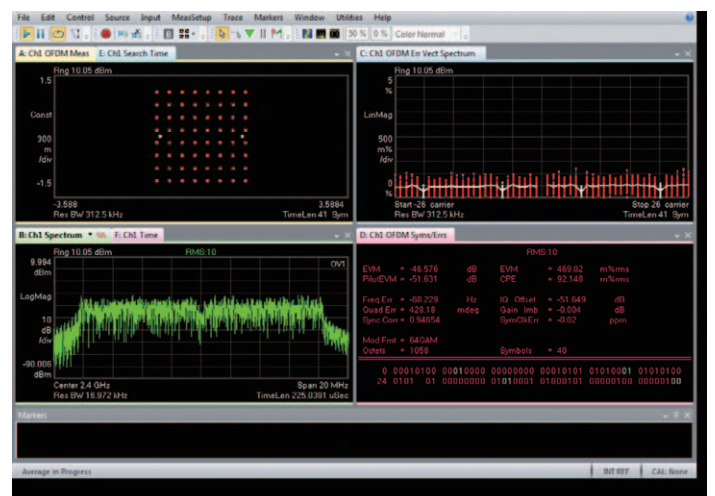 File Edit Control Source Input MeasSetup Trace Markers Window Utilities Help
50 % 0 % Color Normal
A: Ch1 OFDM Meas E: Ch1 Search Time
Rng 10.05 dBm
1.5
Const
300
m
/div
-1.5
-3.588 3.5884
Res BW 312.5 kHz TimeLen 41 Sym
C: Ch1 OFDM Err Vect Spectrum
Rng 10.05 dBm
5
%
LinMag
500
m%
/div
0
%
Start -26 carrier Stop 26 carrier
Res BW 312.5 kHz TimeLen 41 Sym
B: Ch1 Spectrum F: Ch1 Time
Rng 10.05 dBm RMS:10
9.994 OV1
dBm
LogMag
10
dB
/div
-90.006
dBm
Center 2.4 GHz Span 20 MHz
Res BW 16.972 kHz TimeLen 225.0391 uSec
D: Ch1 OFDM Syms/Errs
RMS:10
EVM = -46.576 dB EVM = 469.02 m%rms
PilotEVM = -51.631 dB CPE = 92.148 m%rms
Freq Err = -60.229 Hz IQ Offset = -51.649 dB
Quad Err = 428.18 mdeg Gain Imb = -0.004 dB
Sync Corr = 0.94654 SymClkErr = -0.02 ppm
Mod Fmt = 64QAM
Octets = 1058 Symbols = 40
0 00010100 00010000 00000000 00010101 01010001 01010100
24 0101 01 00000000 01010001 01000101 00000100 00000100
Markers
Average in Progress INT REF CAL: None